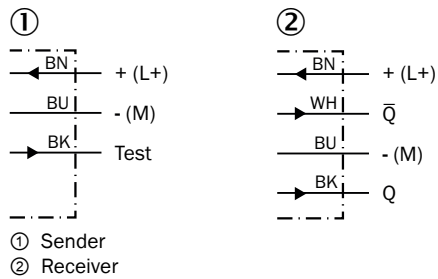 ① ②
BN + (L+) BN + (L+)
BU - (M) WH Q̅
BK Test BU - (M)
BK Q
① Sender
② Receiver